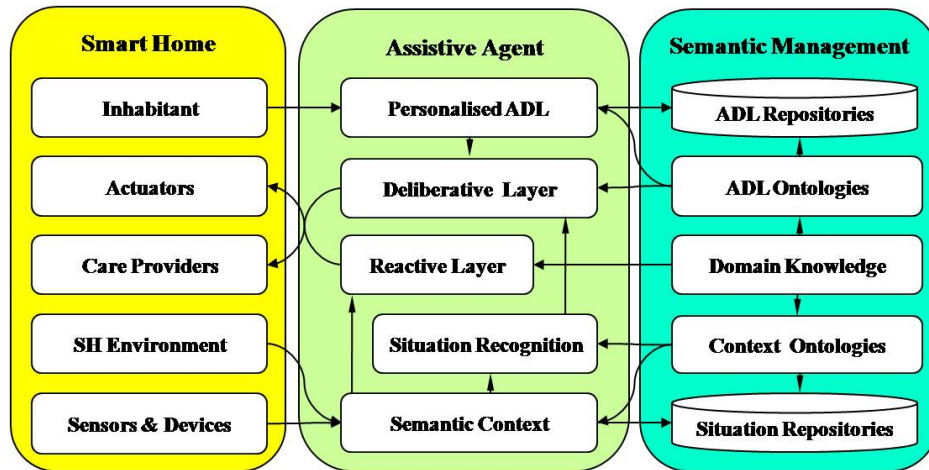 Smart Home
Inhabitant
Actuators
Care Providers
SH Environment
Sensors & Devices
Assistive Agent
Personalised ADL
Deliberative Layer
Reactive Layer
Situation Recognition
Semantic Context
Semantic Management
ADL Repositories
ADL Ontologies
Domain Knowledge
Context Ontologies
Situation Repositories